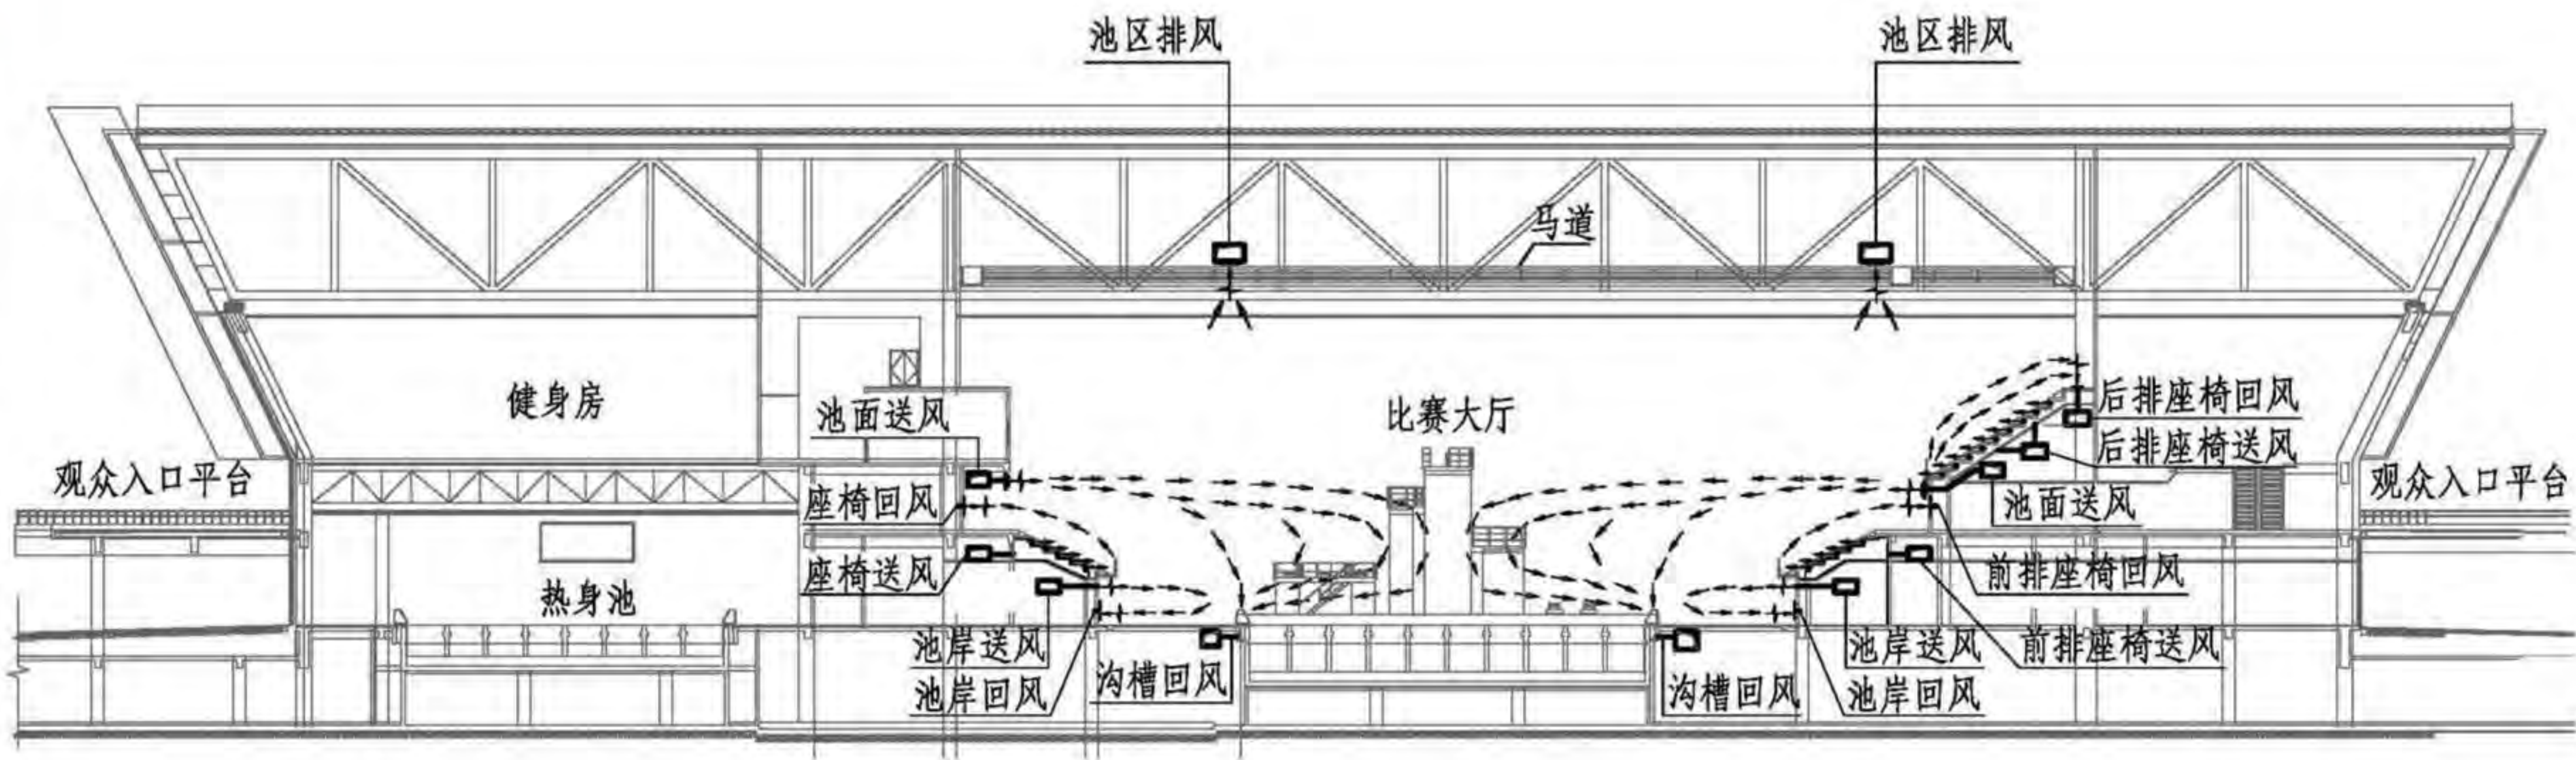 池区排风
池区排风
马道
健身房
池面送风
比赛大厅
后排座椅回风
后排座椅送风
观众入口平台
座椅回风
池面送风
观众入口平台
座椅送风
前排座椅回风
热身池
池岸送风
沟槽回风
池岸回风
沟槽回风
池岸送风
前排座椅送风
池岸回风